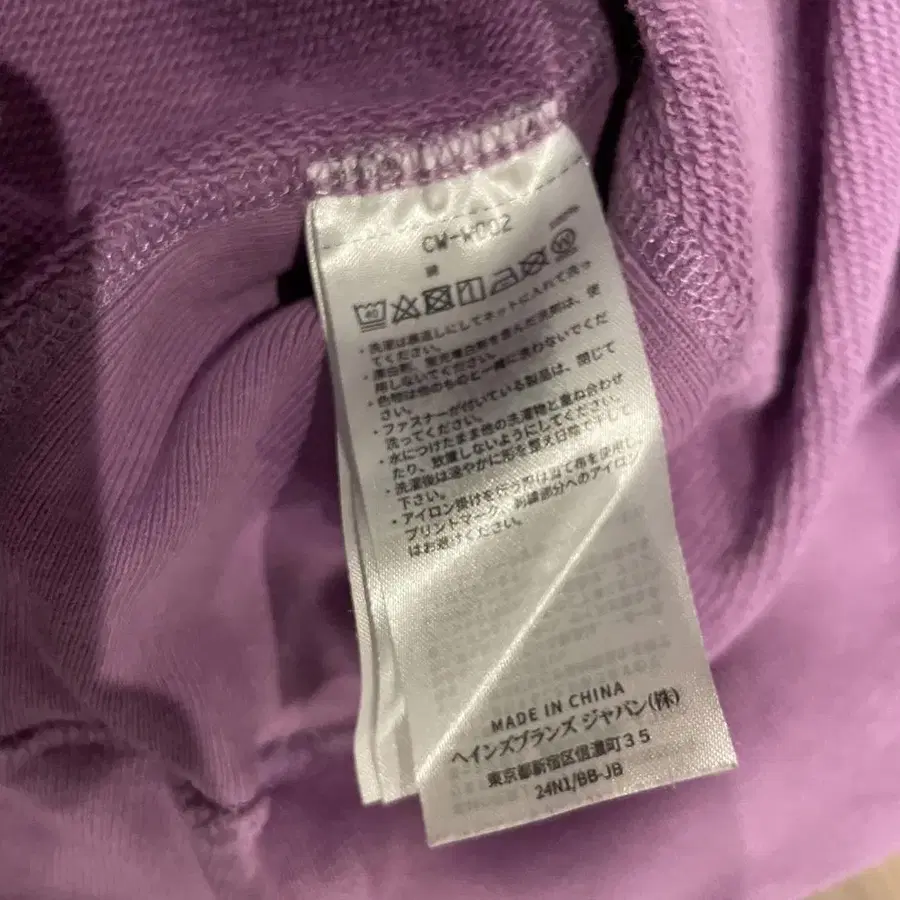 CW-W002
綿
40
・洗濯は裏返しにしてネットに入れて洗っ
てください。
・漂白剤、蛍光増白剤を含んだ洗剤は、使
用しないでください。
・色物は他のものと一緒に洗わないでくだ
さい。
・ファスナーが付いている製品は、閉じて
洗ってください。
・水につけたまま他の洗濯物と重ね合わせ
たり、放置しないようにしてください。
・洗濯後は速やかに形を整え日陰で干して
下さい。
・アイロン掛けを行う際は当て布を使用し
プリントマーク、刺繍部分へのアイロン
はお避けください。
MADE IN CHINA
ヘインズブランズ ジャパン(株)
東京都新宿区信濃町35
24N1/BB-JB